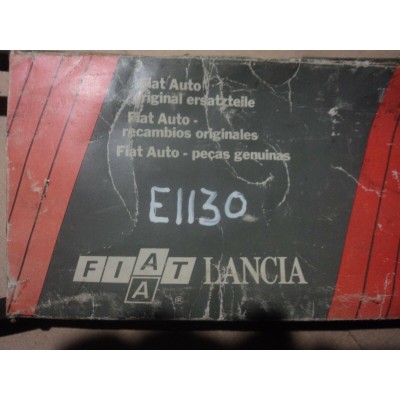 Fiat Auto
original ersatzteile
Fiat Auto -
recambios originales
Fiat Auto - peças genuinas
E1130
FIAT LANCIA
A
®